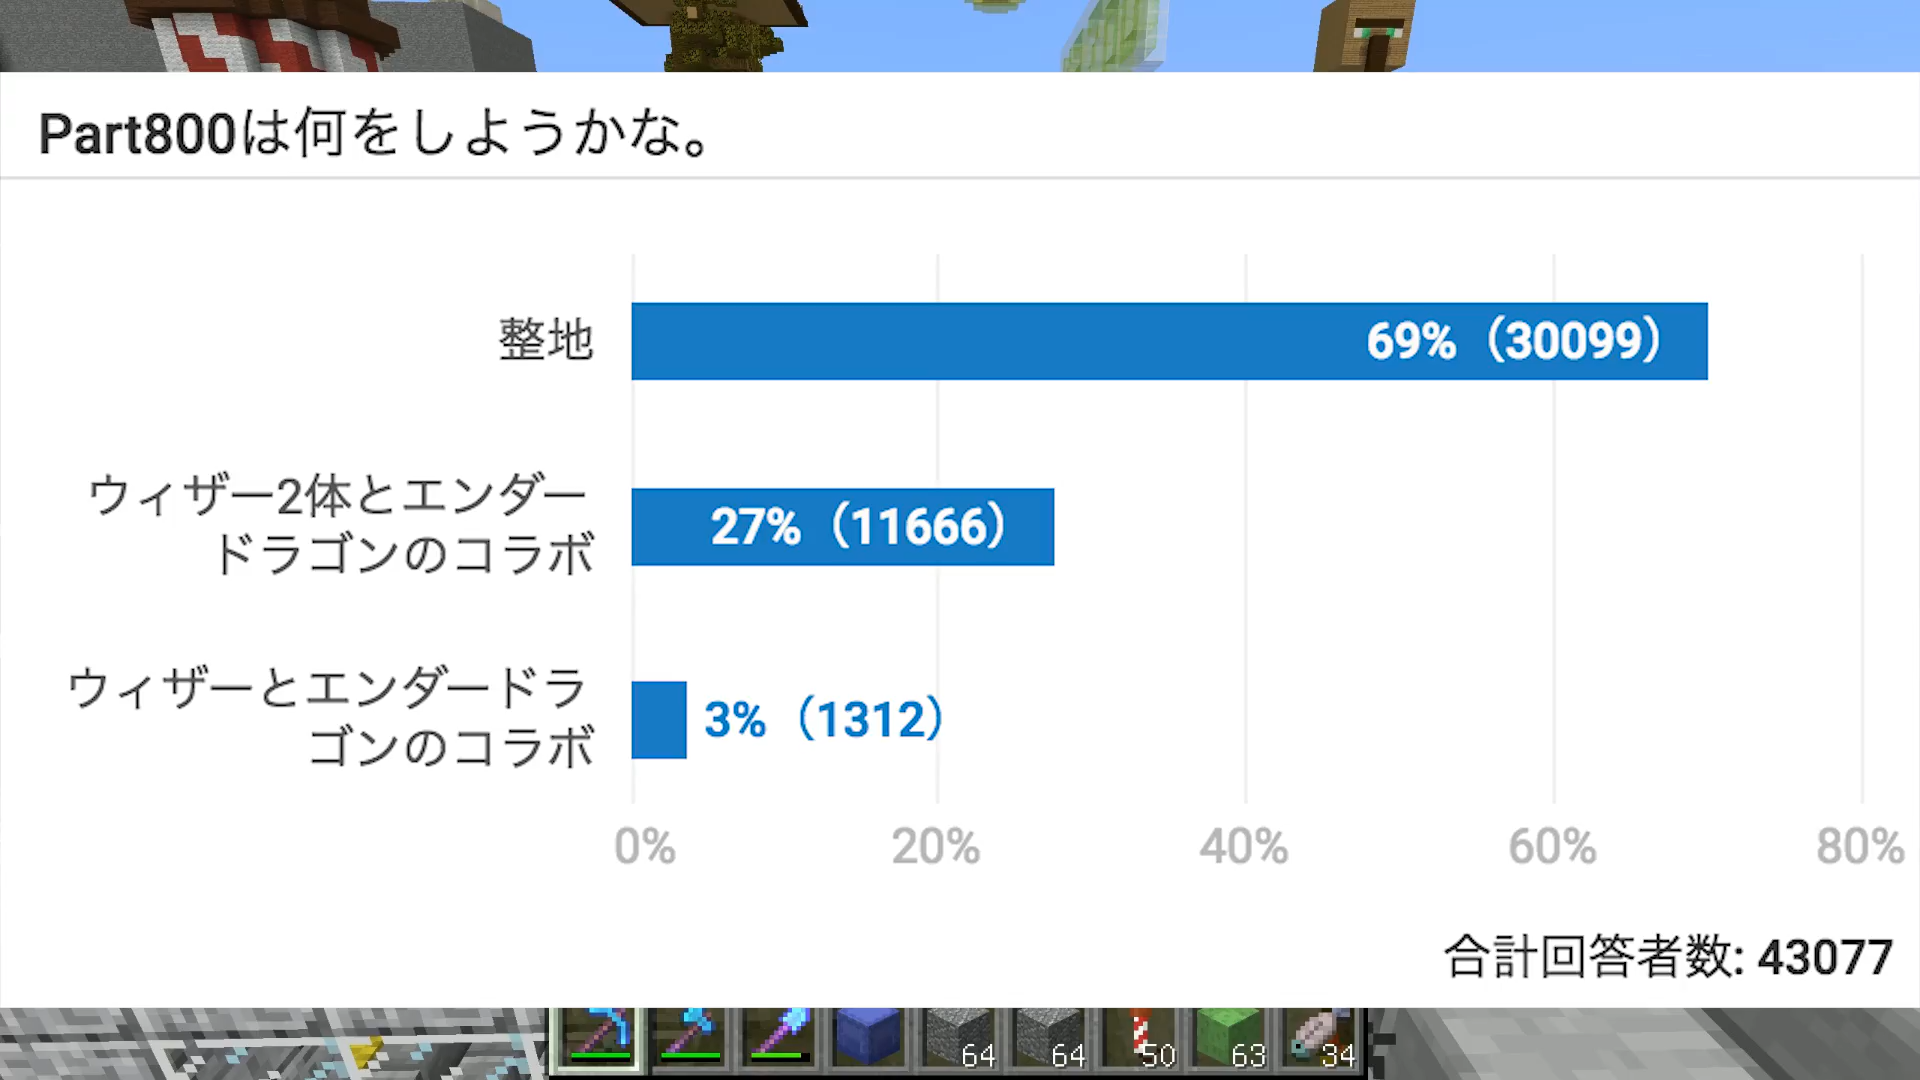 Part800は何をしようかな。
整地
69%（30099）
ウィザー2体とエンダー
ドラゴンのコラボ
27%（11666）
ウィザーとエンダードラ
ゴンのコラボ
3%（1312）
0% 20% 40% 60% 80%
合計回答者数: 43077
64 64 50 63 34